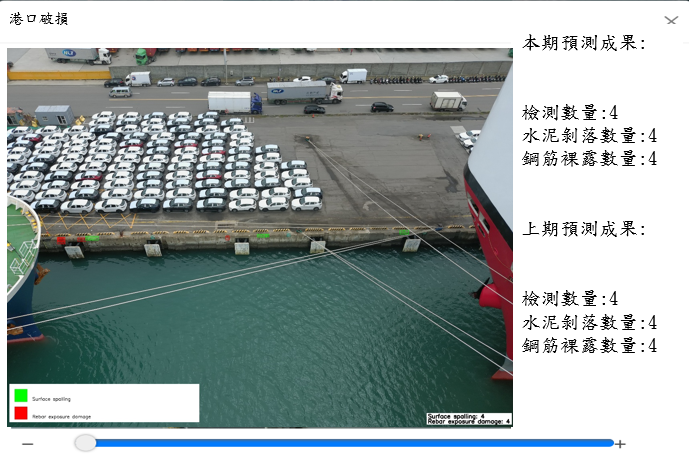 港口破損
本期預測成果:
檢測數量:4
水泥剝落數量:4
鋼筋裸露數量:4
上期預測成果:
檢測數量:4
水泥剝落數量:4
鋼筋裸露數量:4
Surface spalling
Rebar exposure damage
Surface spalling: 4
Rebar exposure damage: 4